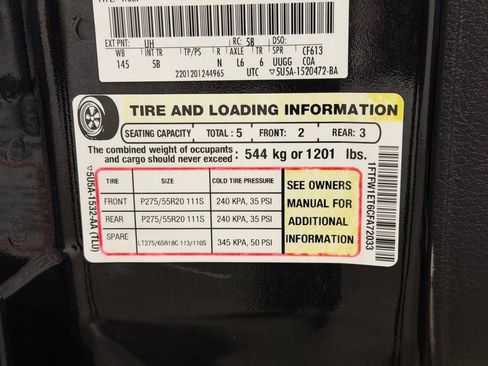 EXT PNT: UH RC: 5B DSO:
WB INT TR TP/PS R AXLE TR SPR CF613
145 5B N L6 6 UUGG COA
2201201244965 UTC ▽5U5A-1520472-BA
TIRE AND LOADING INFORMATION
SEATING CAPACITY TOTAL : 5 FRONT: 2 REAR: 3
The combined weight of occupants and cargo should never exceed : 544 kg or 1201 lbs.
TIRE SIZE COLD TIRE PRESSURE
FRONT P275/55R20 111S 240 KPA, 35 PSI
REAR P275/55R20 111S 240 KPA, 35 PSI
SPARE LT275/65R18C 113/110S 345 KPA, 50 PSI
SEE OWNERS
MANUAL FOR
ADDITIONAL
INFORMATION
▽5U5A-1532-AA (TLU)
1FTFW1ET6CFA72033